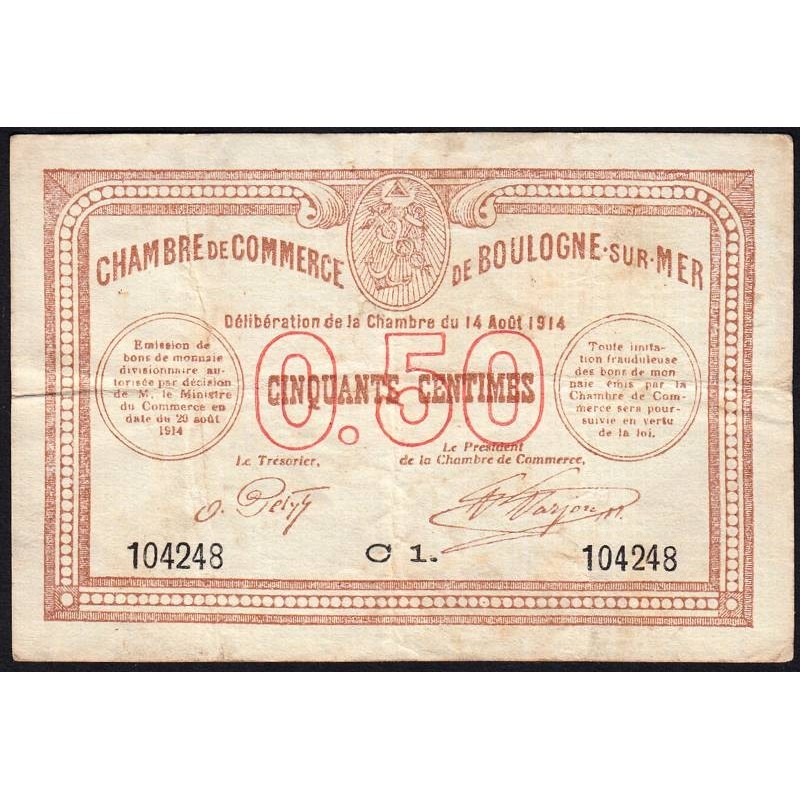 CHAMBRE DE COMMERCE DE BOULOGNE-SUR-MER
Délibération de la Chambre du 14 Août 1914
Emission de
bons de monnaie
divisionnaire au-
torisée par décision
de M. le Ministre
du Commerce en
date du 29 août
1914
0.50
CINQUANTE CENTIMES
Toute imita-
tion frauduleuse
des bons de mon
naie émis par la
Chambre de Com-
merce sera pour-
suivie en vertu
de la loi.
Le Trésorier,
Le Président
de la Chambre de Commerce,
104248
C 1.
104248